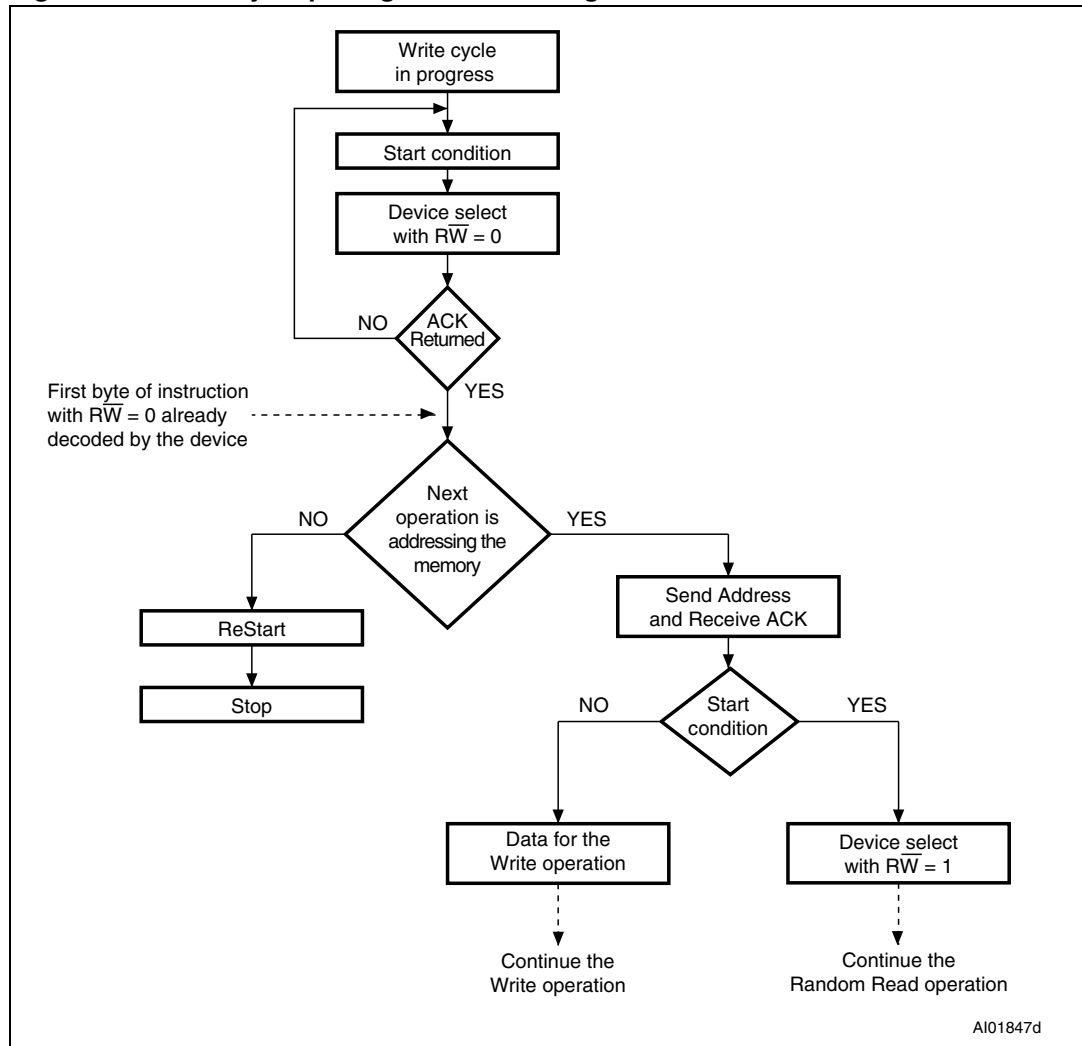 Write cycle
in progress
Start condition
Device select
with RW̅ = 0
ACK
Returned
NO
YES
First byte of instruction
with RW̅ = 0 already
decoded by the device
Next
operation is
addressing the
memory
NO
YES
ReStart
Stop
Send Address
and Receive ACK
Start
condition
NO
YES
Data for the
Write operation
Device select
with RW̅ = 1
Continue the
Write operation
Continue the
Random Read operation
AI01847d